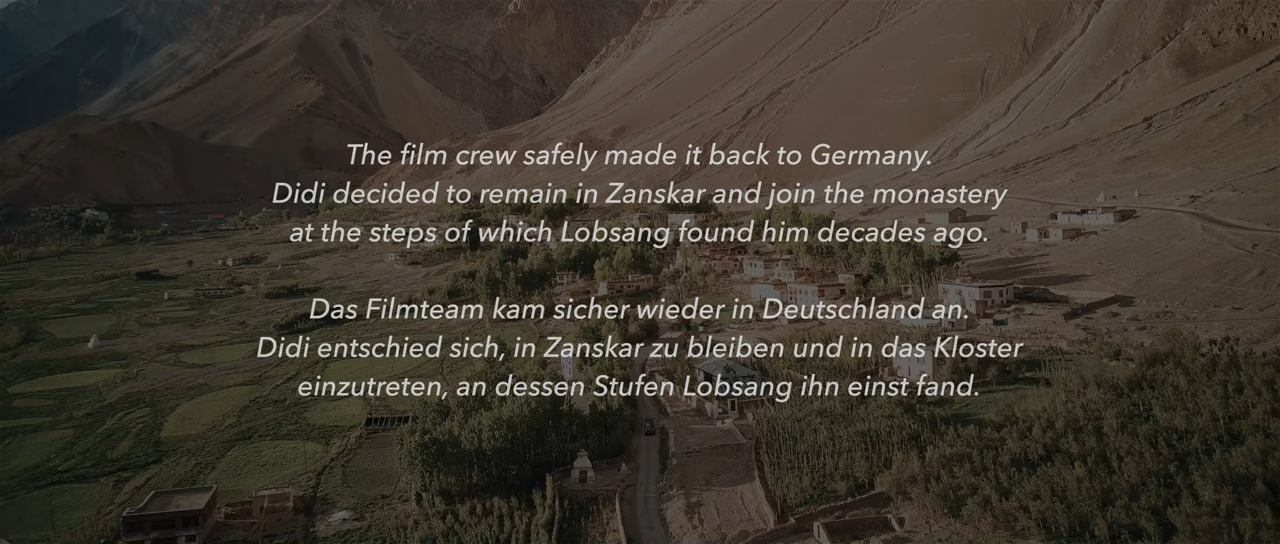 The film crew safely made it back to Germany.
Didi decided to remain in Zanskar and join the monastery
at the steps of which Lobsang found him decades ago.
Das Filmteam kam sicher wieder in Deutschland an.
Didi entschied sich, in Zanskar zu bleiben und in das Kloster
einzutreten, an dessen Stufen Lobsang ihn einst fand.